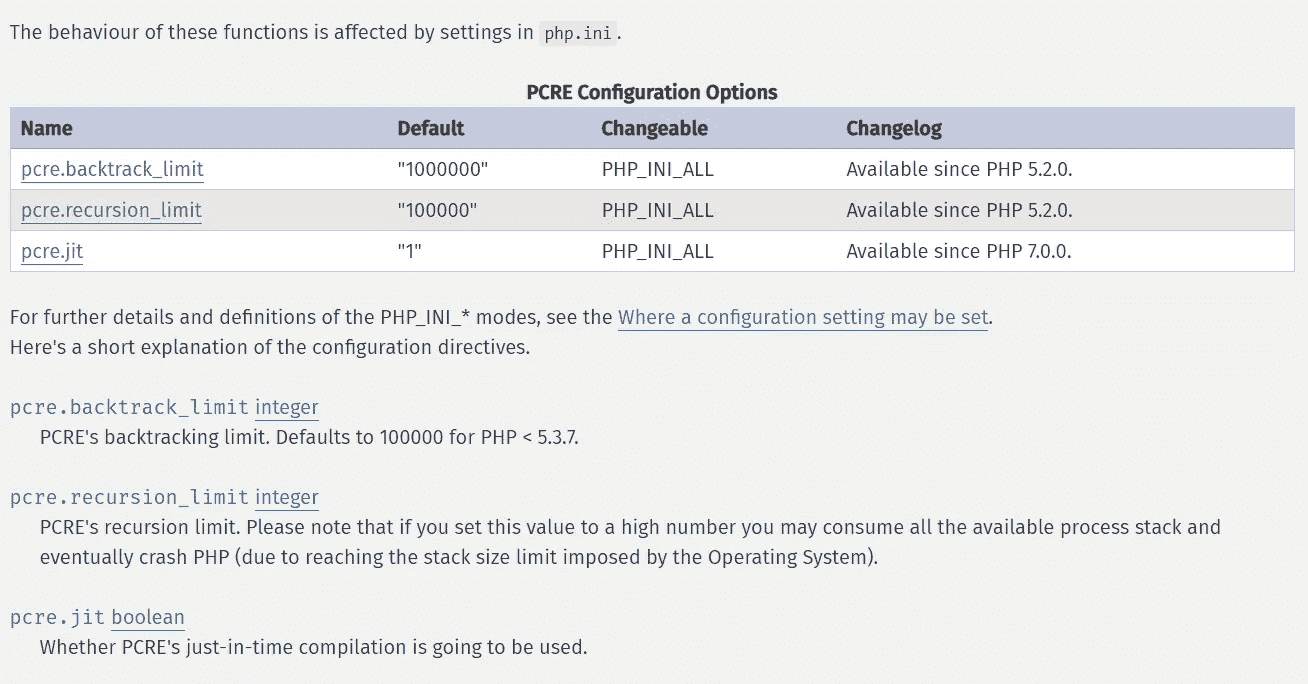 The behaviour of these functions is affected by settings in php.ini.
PCRE Configuration Options
Name Default Changeable Changelog
pcre.backtrack_limit "1000000" PHP_INI_ALL Available since PHP 5.2.0.
pcre.recursion_limit "100000" PHP_INI_ALL Available since PHP 5.2.0.
pcre.jit "1" PHP_INI_ALL Available since PHP 7.0.0.
For further details and definitions of the PHP_INI_* modes, see the Where a configuration setting may be set.
Here's a short explanation of the configuration directives.
pcre.backtrack_limit integer
PCRE's backtracking limit. Defaults to 100000 for PHP < 5.3.7.
pcre.recursion_limit integer
PCRE's recursion limit. Please note that if you set this value to a high number you may consume all the available process stack and
eventually crash PHP (due to reaching the stack size limit imposed by the Operating System).
pcre.jit boolean
Whether PCRE's just-in-time compilation is going to be used.